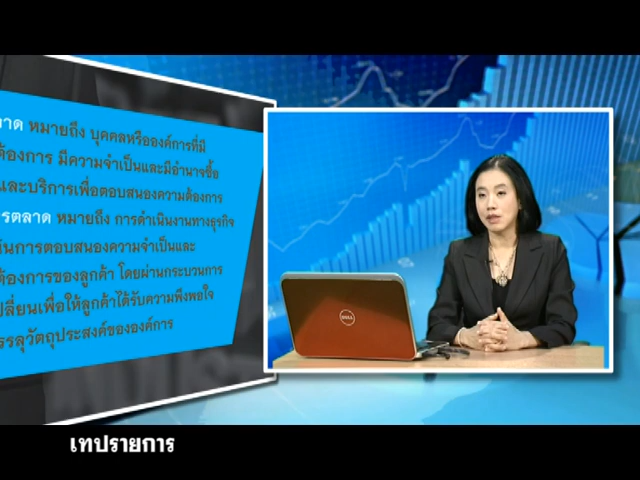 หมายถึง บุคคลหรือองค์การที่มี
ต้องการ มีความจำเป็นและมีอำนาจซื้อ
และบริการเพื่อตอบสนองความต้องการ
รตลาด หมายถึง การดำเนินงานทางธุรกิจ
การตอบสนองความจำเป็นและ
ต้องการของลูกค้า โดยผ่านกระบวนการ
เพื่อให้ลูกค้าได้รับความพึงพอใจ
รรลุวัตถุประสงค์ขององค์การ
DELL
เทปรายการ